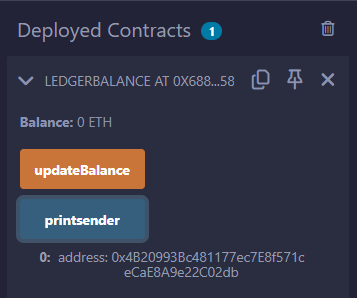 Deployed Contracts 1
LEDGERBALANCE AT 0X688...58
Balance: 0 ETH
updateBalance
printsender
0: address: 0x4B20993Bc481177ec7E8f571c
eCaE8A9e22C02db